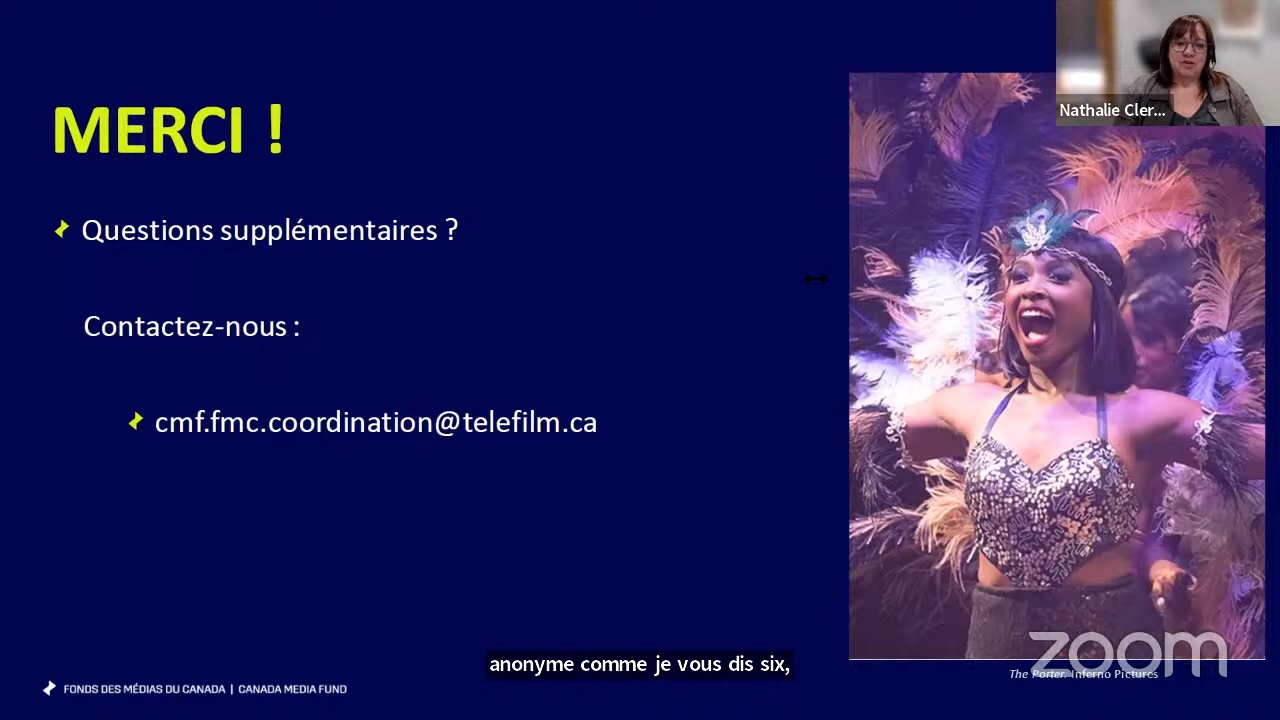 Nathalie Cler...
MERCI !
Questions supplémentaires ?
Contactez-nous :
cmf.fmc.coordination@telefilm.ca
anonyme comme je vous dis six,
zoom
The Porter. Inferno Pictures
FONDS DES MÉDIAS DU CANADA | CANADA MEDIA FUND